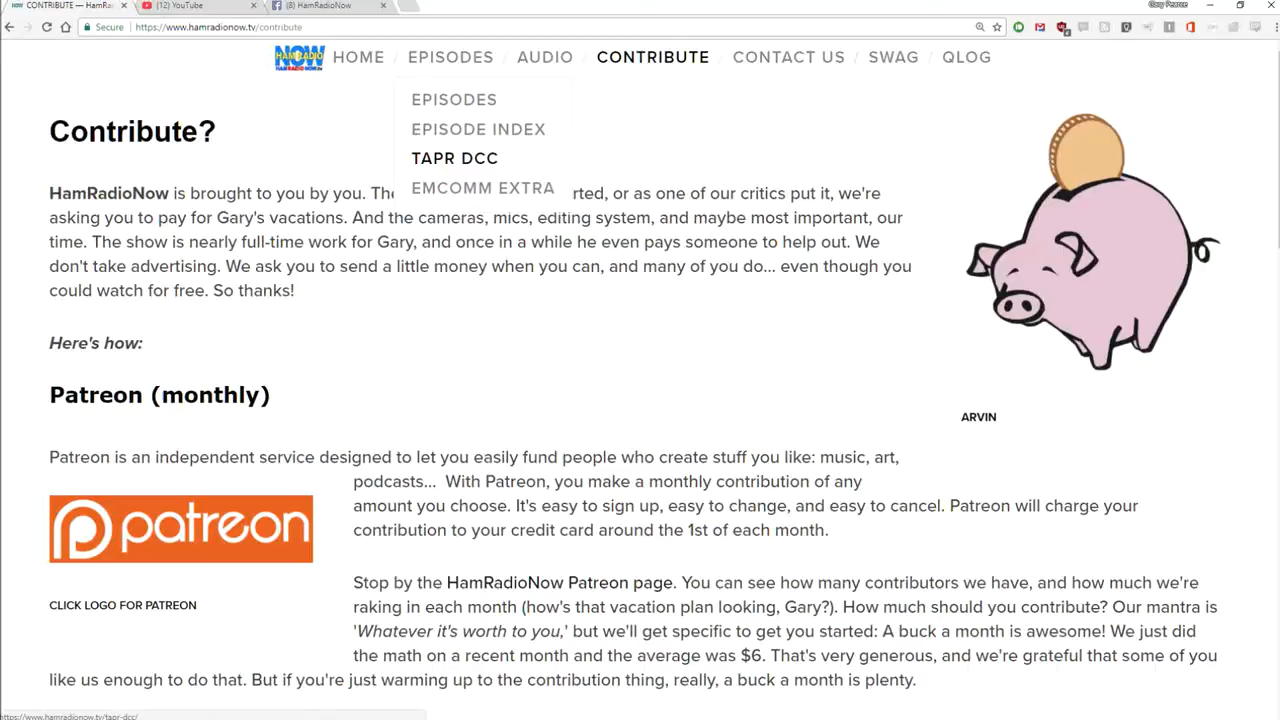 CONTRIBUTE — HamRa
(12) YouTube
(8) HamRadioNow
Gary Pearce
Secure
https://www.hamradionow.tv/contribute
HAMRADIO NOW HAMRADIONOW.tv
HOME / EPISODES / AUDIO / CONTRIBUTE / CONTACT US / SWAG / QLOG
EPISODES
EPISODE INDEX
TAPR DCC
EMCOMM EXTRA
Contribute?
HamRadioNow is brought to you by you. The rted, or as one of our critics put it, we're
asking you to pay for Gary's vacations. And the cameras, mics, editing system, and maybe most important, our
time. The show is nearly full-time work for Gary, and once in a while he even pays someone to help out. We
don't take advertising. We ask you to send a little money when you can, and many of you do... even though you
could watch for free. So thanks!
Here's how:
Patreon (monthly)
ARVIN
Patreon is an independent service designed to let you easily fund people who create stuff you like: music, art,
podcasts... With Patreon, you make a monthly contribution of any
amount you choose. It's easy to sign up, easy to change, and easy to cancel. Patreon will charge your
contribution to your credit card around the 1st of each month.
patreon
CLICK LOGO FOR PATREON
Stop by the HamRadioNow Patreon page. You can see how many contributors we have, and how much we're
raking in each month (how's that vacation plan looking, Gary?). How much should you contribute? Our mantra is
'Whatever it's worth to you,' but we'll get specific to get you started: A buck a month is awesome! We just did
the math on a recent month and the average was $6. That's very generous, and we're grateful that some of you
like us enough to do that. But if you're just warming up to the contribution thing, really, a buck a month is plenty.
https://www.hamradionow.tv/tapr-dcc/